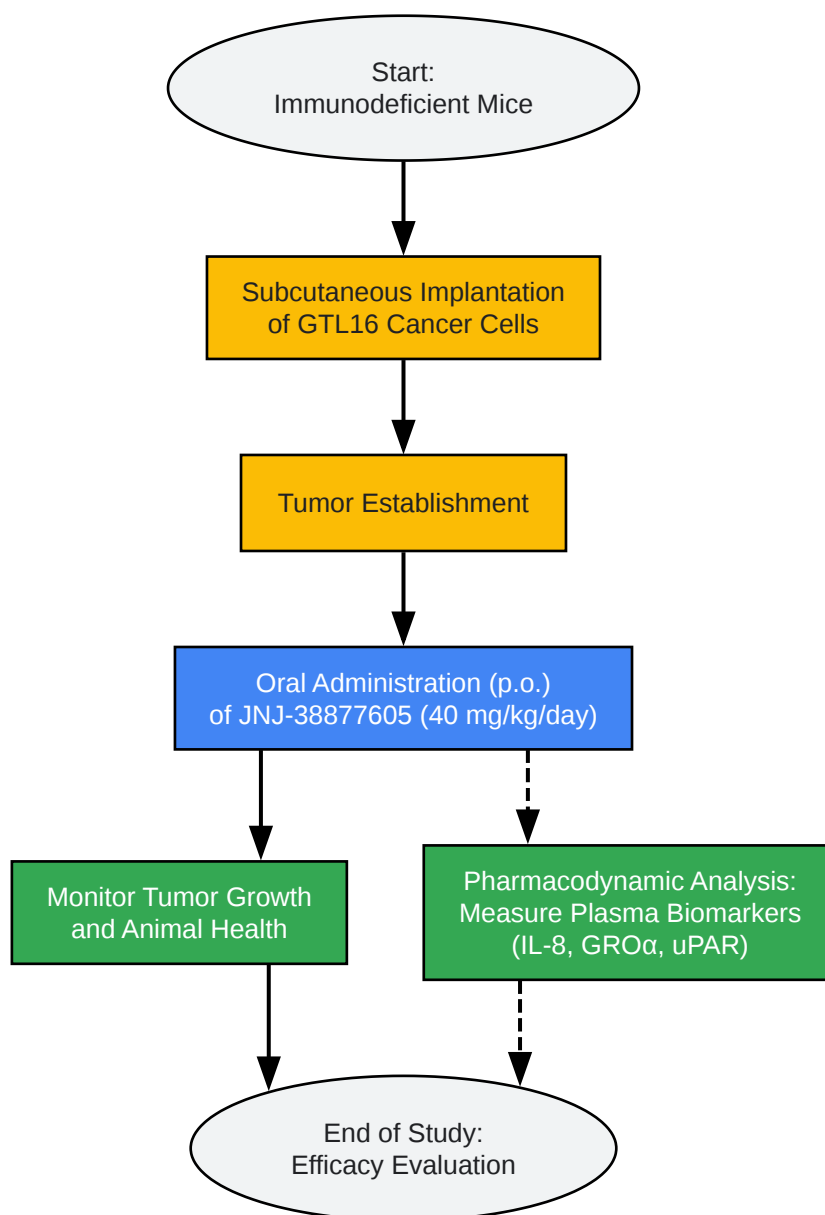 Start:
Immunodeficient Mice
Subcutaneous Implantation
of GTL16 Cancer Cells
Tumor Establishment
Oral Administration (p.o.)
of JNJ-38877605 (40 mg/kg/day)
Monitor Tumor Growth
and Animal Health
Pharmacodynamic Analysis:
Measure Plasma Biomarkers
(IL-8, GROα, uPAR)
End of Study:
Efficacy Evaluation